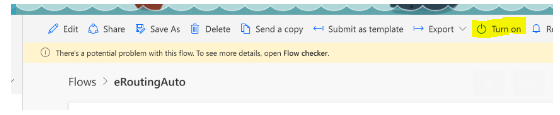 Edit Share Save As Delete Send a copy Submit as template Export Turn on
There's a potential problem with this flow. To see more details, open Flow checker.
Flows > eRoutingAuto